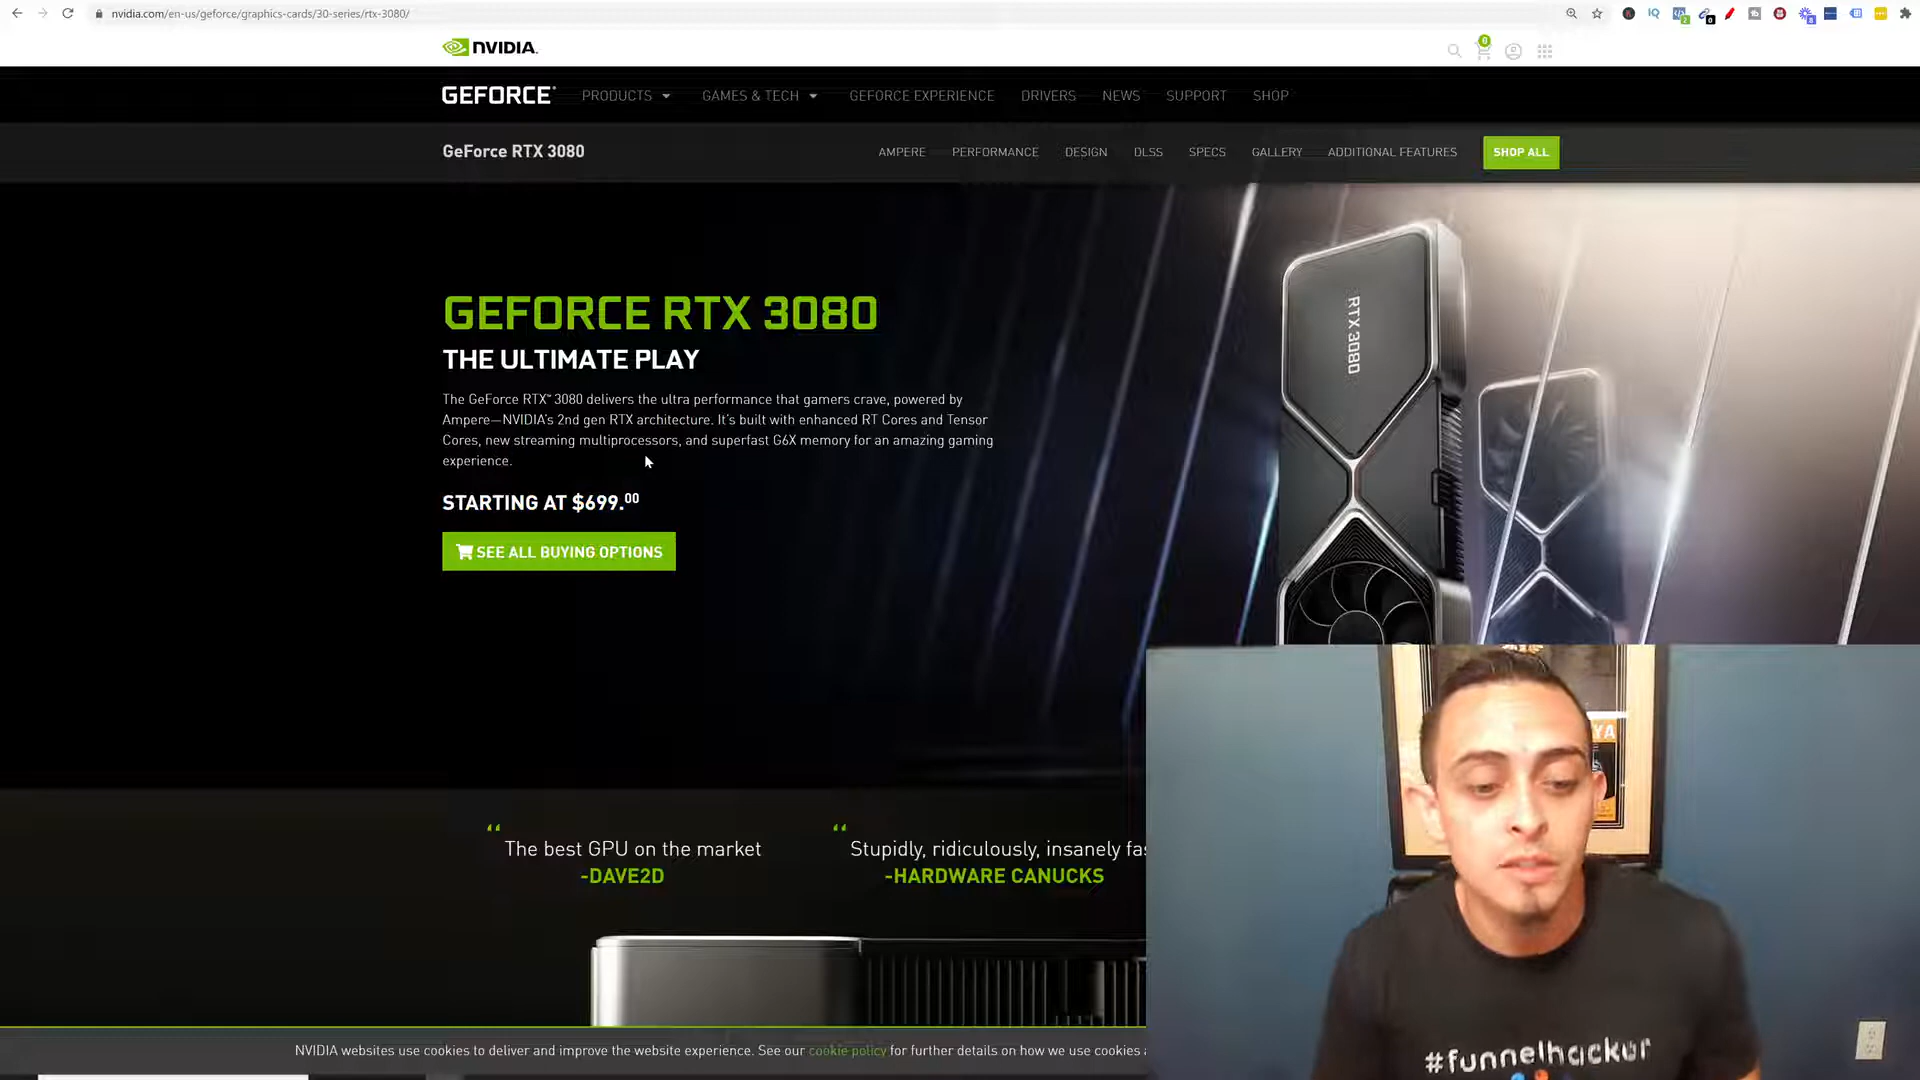 nvidia.com/en-us/geforce/graphics-cards/30-series/rtx-3080/
NVIDIA.
0
GEFORCE PRODUCTS GAMES & TECH GEFORCE EXPERIENCE DRIVERS NEWS SUPPORT SHOP
GeForce RTX 3080 AMPERE PERFORMANCE DESIGN DLSS SPECS GALLERY ADDITIONAL FEATURES SHOP ALL
GEFORCE RTX 3080
THE ULTIMATE PLAY
The GeForce RTX™ 3080 delivers the ultra performance that gamers crave, powered by
Ampere—NVIDIA's 2nd gen RTX architecture. It's built with enhanced RT Cores and Tensor
Cores, new streaming multiprocessors, and superfast G6X memory for an amazing gaming
experience.
STARTING AT $699.00
SEE ALL BUYING OPTIONS
RTX 3080
“ The best GPU on the market
-DAVE2D
“ Stupidly, ridiculously, insanely fas
-HARDWARE CANUCKS
NVIDIA websites use cookies to deliver and improve the website experience. See our cookie policy for further details on how we use cookies a
YA
#funnelhacker